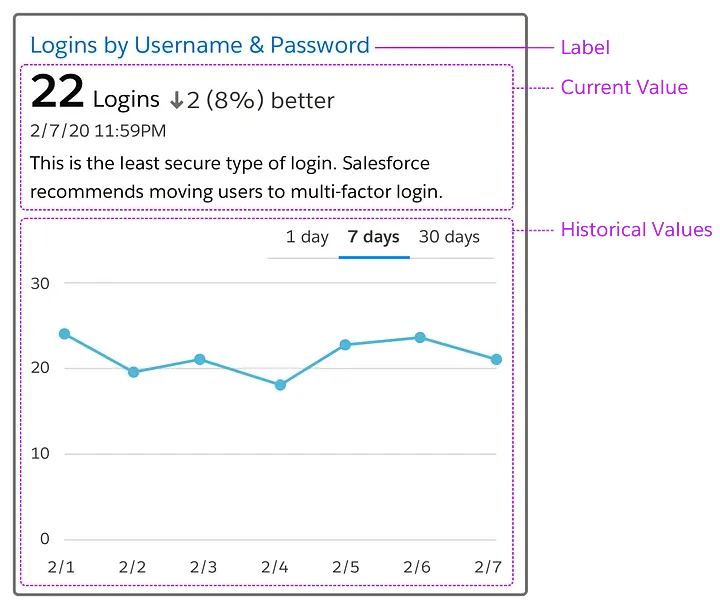 Logins by Username & Password
Label
22 Logins ↓2 (8%) better
Current Value
2/7/20 11:59PM
This is the least secure type of login. Salesforce
recommends moving users to multi-factor login.
Historical Values
1 day 7 days 30 days
30
20
10
0
2/1 2/2 2/3 2/4 2/5 2/6 2/7